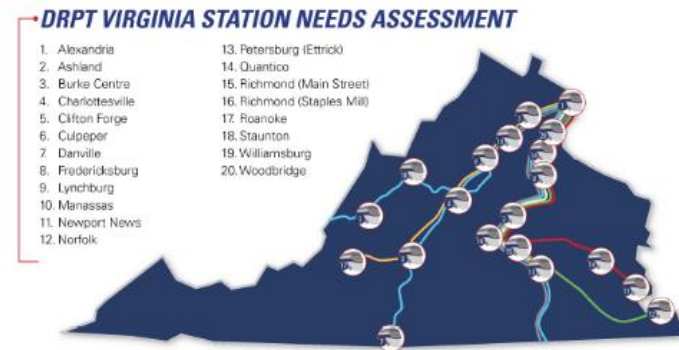 DRPT VIRGINIA STATION NEEDS ASSESSMENT
1. Alexandria
2. Ashland
3. Burke Centre
4. Charlottesville
5. Clifton Forge
6. Culpeper
7. Danville
8. Fredericksburg
9. Lynchburg
10. Manassas
11. Newport News
12. Norfolk
13. Petersburg (Ettrick)
14. Quantico
15. Richmond (Main Street)
16. Richmond (Staples Mill)
17. Roanoke
18. Staunton
19. Williamsburg
20. Woodbridge